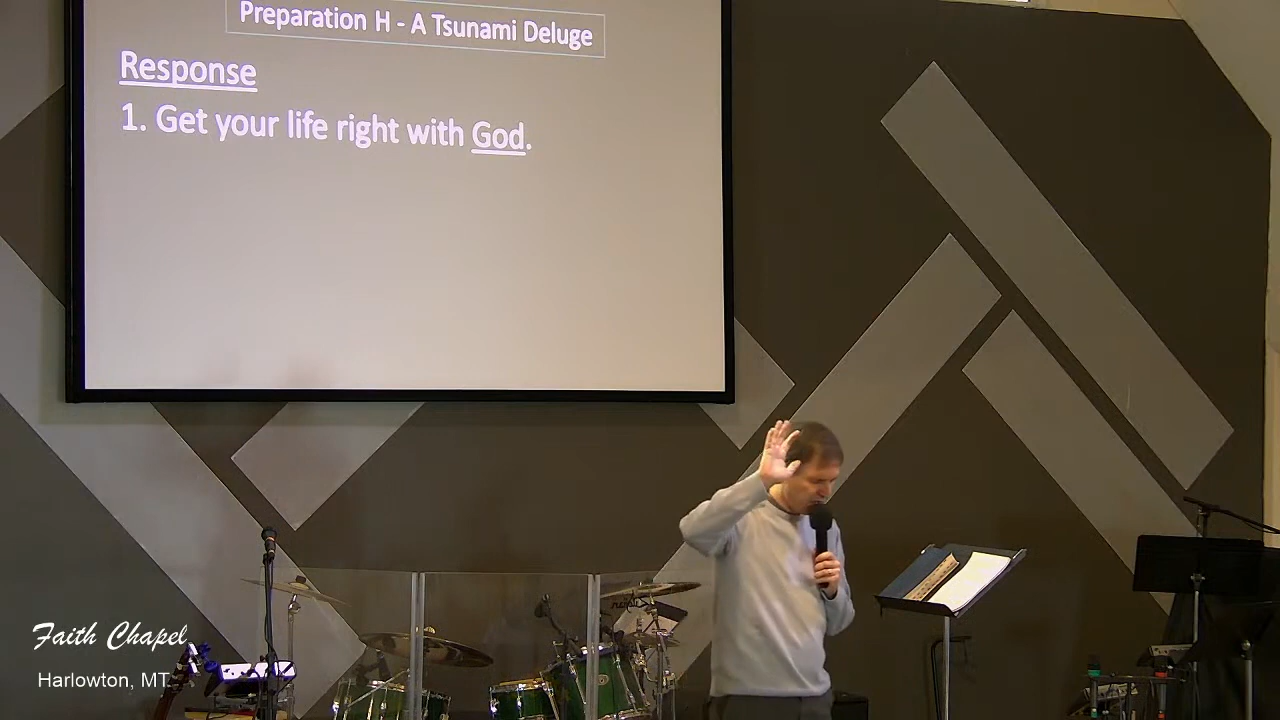 Preparation H - A Tsunami Deluge
Response
1. Get your life right with God.
Faith Chapel
Harlowton, MT.